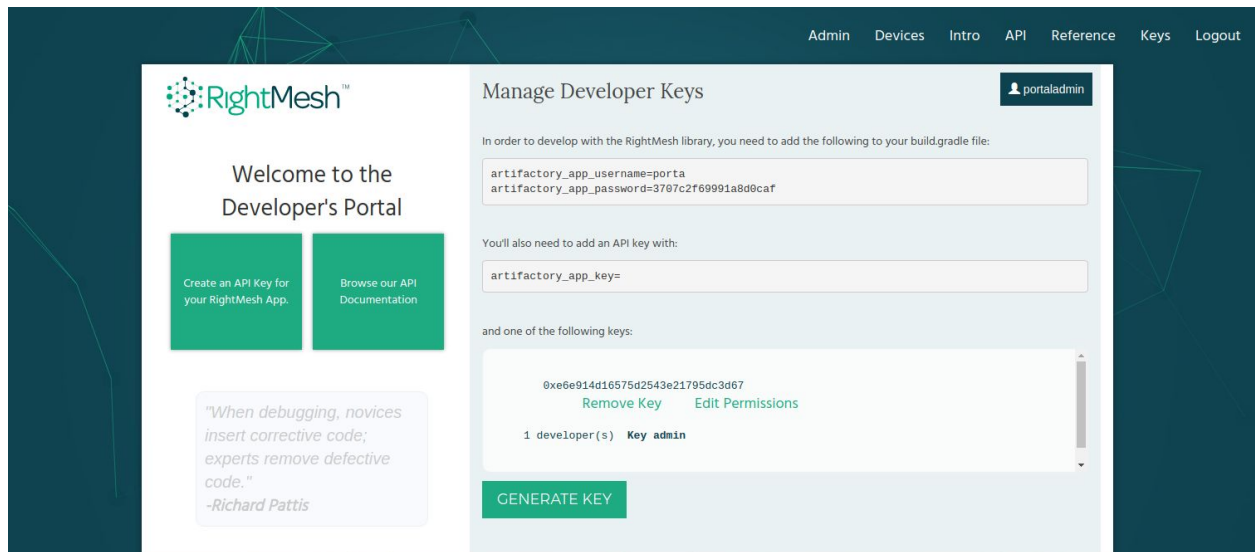 Admin Devices Intro API Reference Keys Logout
RightMesh™
Welcome to the
Developer's Portal
Create an API Key for
your RightMesh App.
Browse our API
Documentation
"When debugging, novices
insert corrective code;
experts remove defective
code."
-Richard Pattis
Manage Developer Keys
portaladmin
In order to develop with the RightMesh library, you need to add the following to your build.gradle file:
artifactory_app_username=porta
artifactory_app_password=3707c2f69991a8d0caf
You'll also need to add an API key with:
artifactory_app_key=
and one of the following keys:
0xe6e914d16575d2543e21795dc3d67
Remove Key Edit Permissions
1 developer(s) Key admin
GENERATE KEY